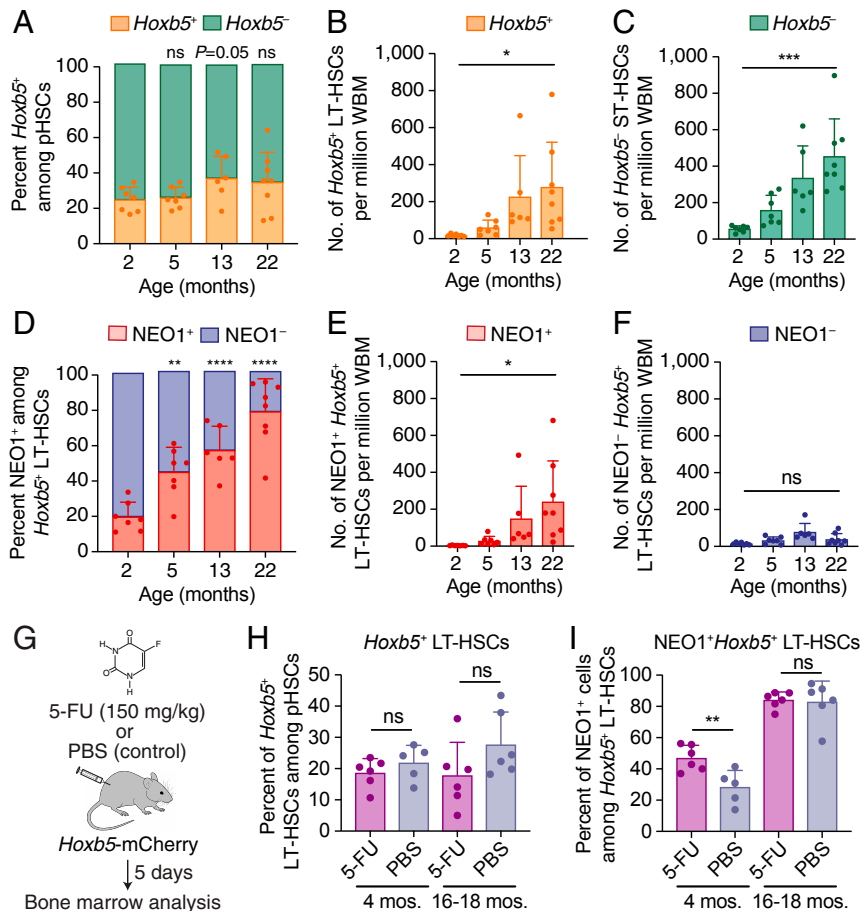 A
Hoxb5+ Hoxb5−
ns P=0.05 ns
Percent Hoxb5+
among pHSCs
100
80
60
40
20
0
2 5 13 22
Age (months)
B
Hoxb5+
No. of Hoxb5+ LT-HSCs
per million WBM
1,000
800
600
400
200
0
*
2 5 13 22
Age (months)
C
Hoxb5−
No. of Hoxb5− ST-HSCs
per million WBM
1,000
800
600
400
200
0
***
2 5 13 22
Age (months)
D
NEO1+ NEO1−
** **** ****
Percent NEO1+ among
Hoxb5+ LT-HSCs
100
80
60
40
20
0
2 5 13 22
Age (months)
E
NEO1+
No. of NEO1+ Hoxb5+
LT-HSCs per million WBM
1,000
800
600
400
200
0
*
2 5 13 22
Age (months)
F
NEO1−
No. of NEO1− Hoxb5+
LT-HSCs per million WBM
1,000
800
600
400
200
0
ns
2 5 13 22
Age (months)
G
O
H N F
O N
H
5-FU (150 mg/kg)
or
PBS (control)
Hoxb5-mCherry
5 days
Bone marrow analysis
H
Hoxb5+ LT-HSCs
Percent of Hoxb5+
LT-HSCs among pHSCs
50
40
30
20
10
0
ns ns
5-FU PBS 5-FU PBS
4 mos. 16-18 mos.
I
NEO1+Hoxb5+ LT-HSCs
Percent of NEO1+ cells
among Hoxb5+ LT-HSCs
100
80
60
40
20
0
** ns
5-FU PBS 5-FU PBS
4 mos. 16-18 mos.